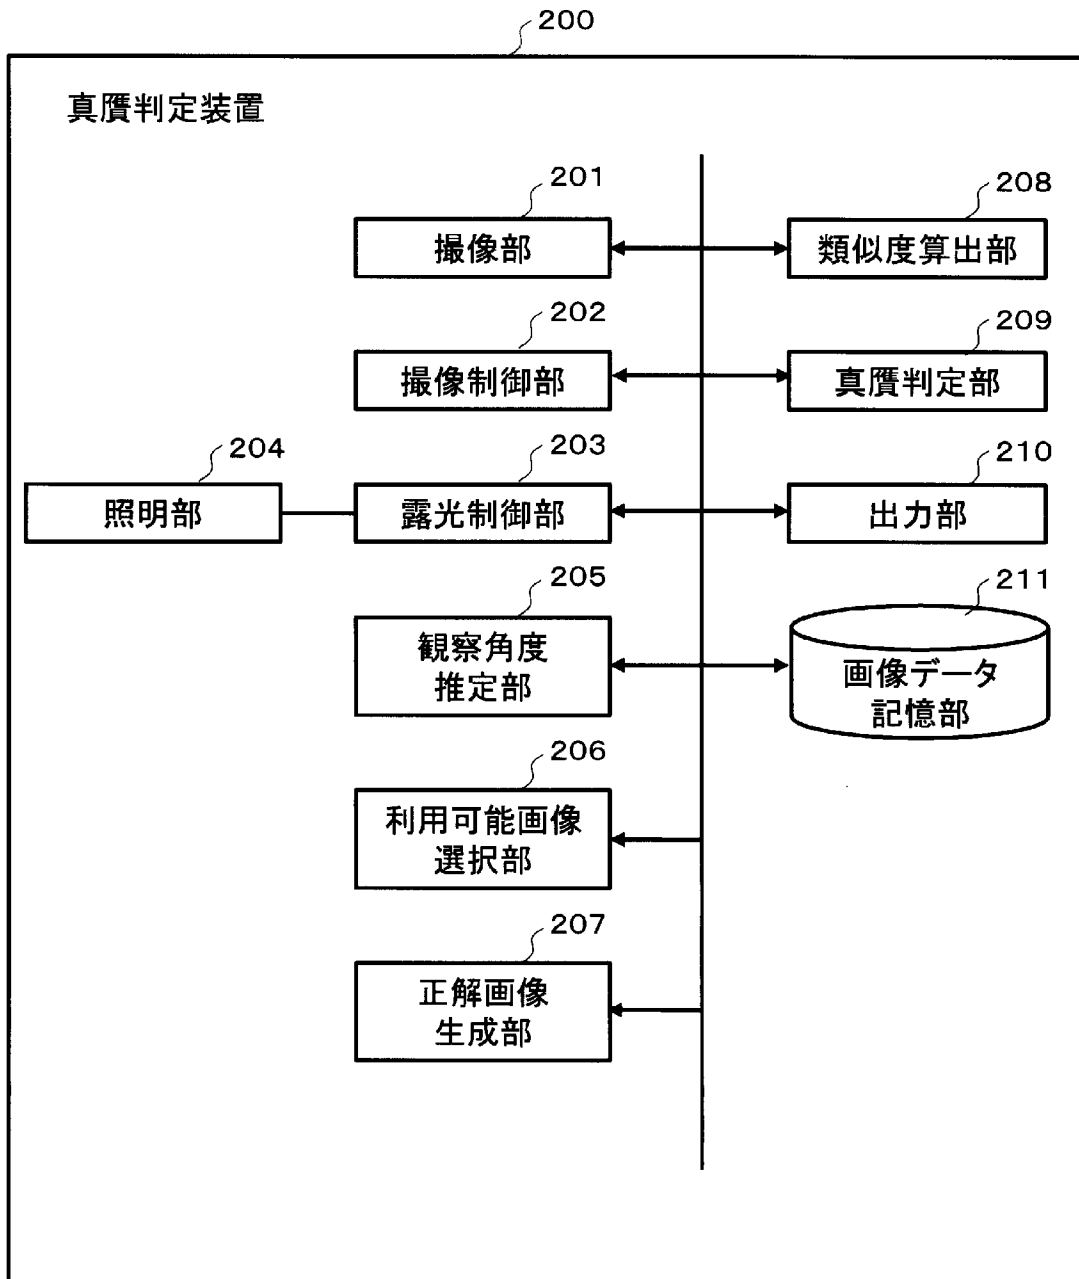 200
真贋判定装置
201
撮像部
208
類似度算出部
202
撮像制御部
209
真贋判定部
204
照明部
203
露光制御部
210
出力部
205
観察角度
推定部
211
画像データ
記憶部
206
利用可能画像
選択部
207
正解画像
生成部